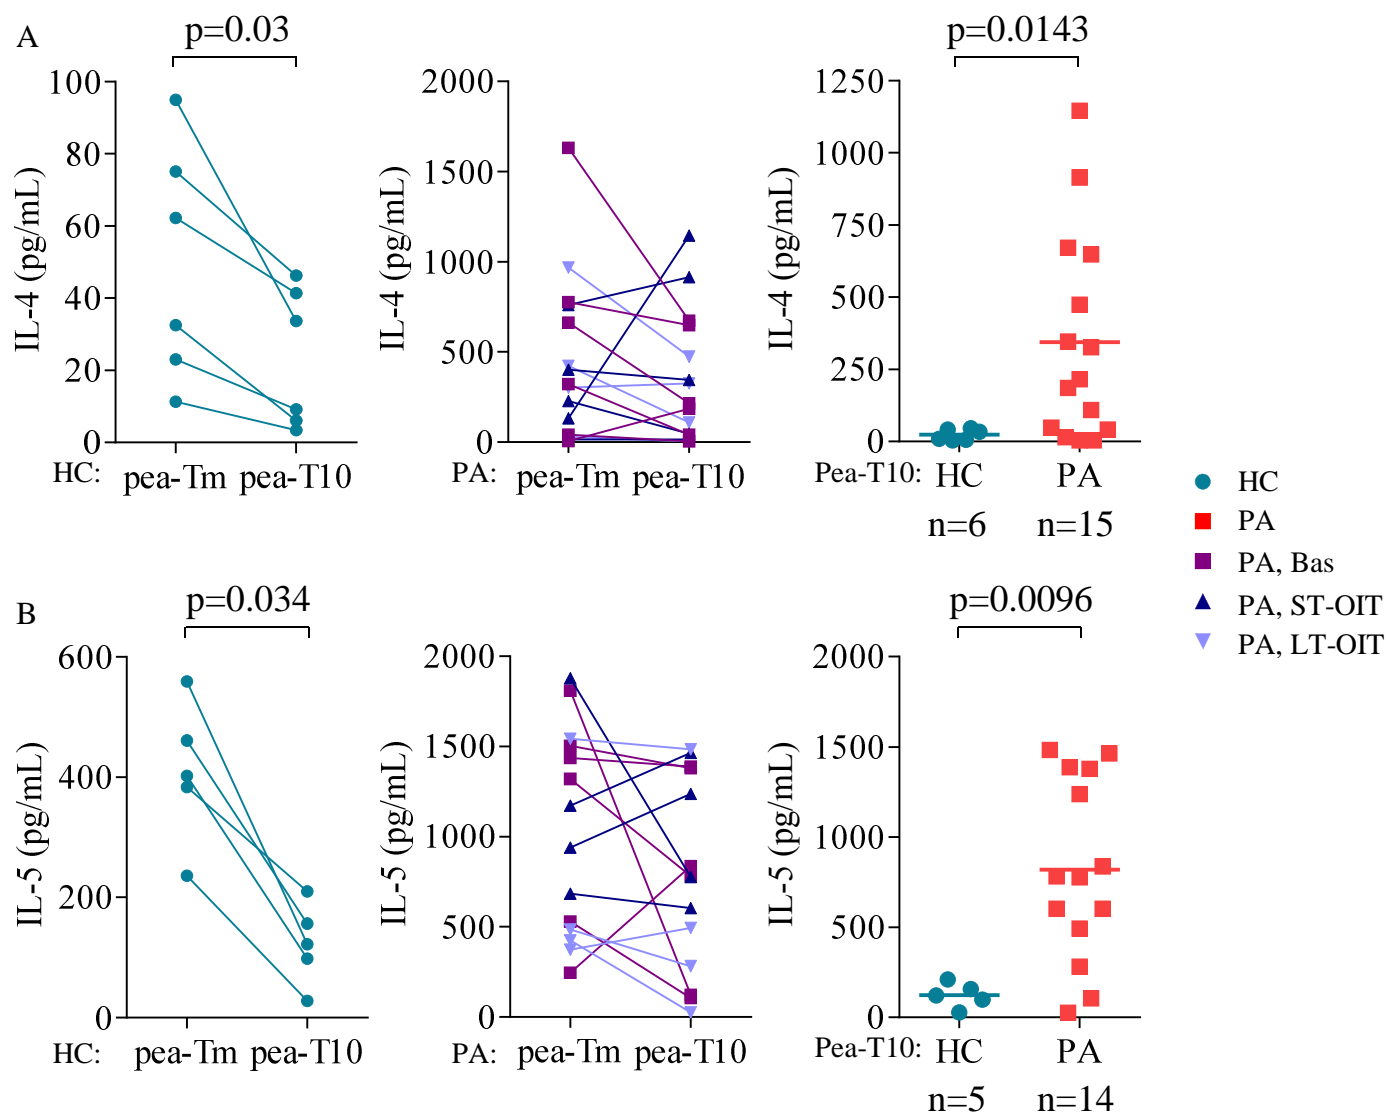 A
p=0.03
p=0.0143
100
80
60
40
20
0
IL-4 (pg/mL)
HC:
pea-Tm
pea-T10
2000
1500
1000
500
0
IL-4 (pg/mL)
PA:
pea-Tm
pea-T10
1250
1000
750
500
250
0
IL-4 (pg/mL)
Pea-T10:
HC
PA
n=6
n=15
HC
PA
PA, Bas
PA, ST-OIT
PA, LT-OIT
B
p=0.034
p=0.0096
600
400
200
0
IL-5 (pg/mL)
HC:
pea-Tm
pea-T10
2000
1500
1000
500
0
IL-5 (pg/mL)
PA:
pea-Tm
pea-T10
2000
1500
1000
500
0
IL-5 (pg/mL)
Pea-T10:
HC
PA
n=5
n=14